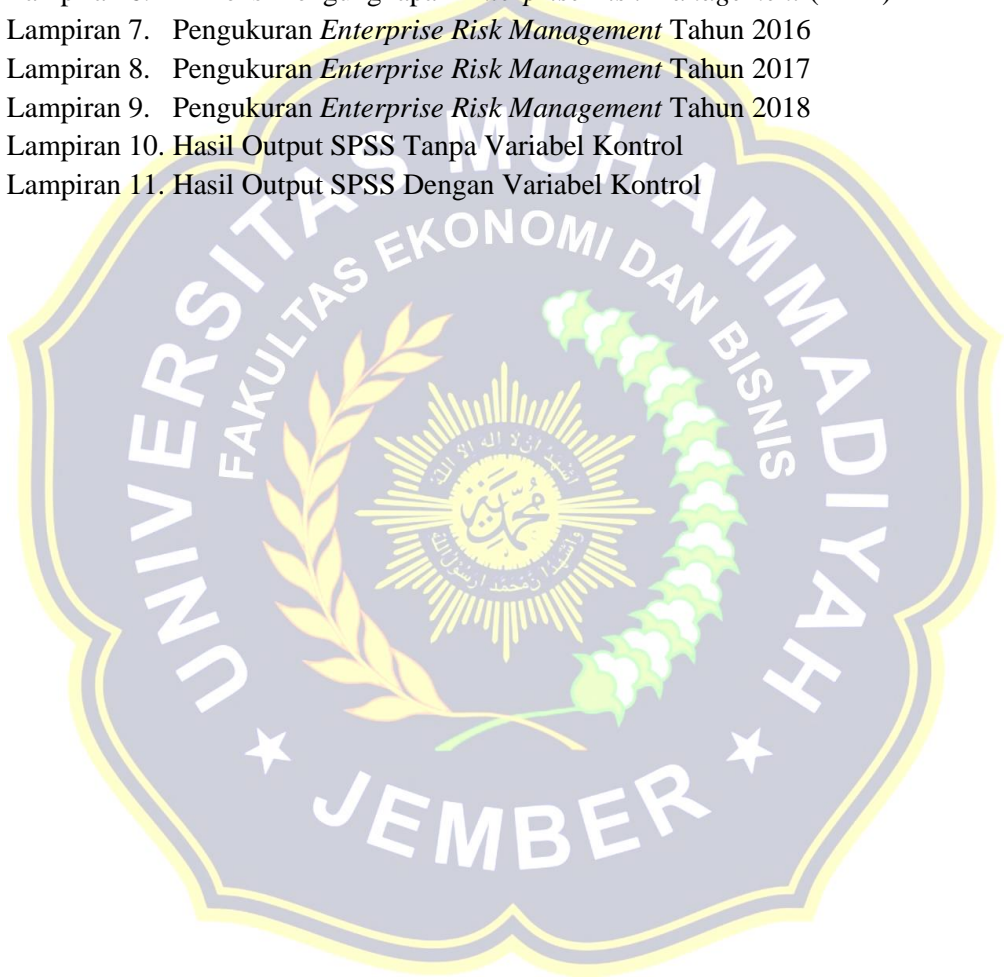 Lampiran 7. Pengukuran Enterprise Risk Management Tahun 2016
Lampiran 8. Pengukuran Enterprise Risk Management Tahun 2017
Lampiran 9. Pengukuran Enterprise Risk Management Tahun 2018
Lampiran 10. Hasil Output SPSS Tanpa Variabel Kontrol
Lampiran 11. Hasil Output SPSS Dengan Variabel Kontrol
UNIVERSITAS MUHAMMADIYAH
FAKULTAS EKONOMI DAN BISNIS
محمد
JEMBER